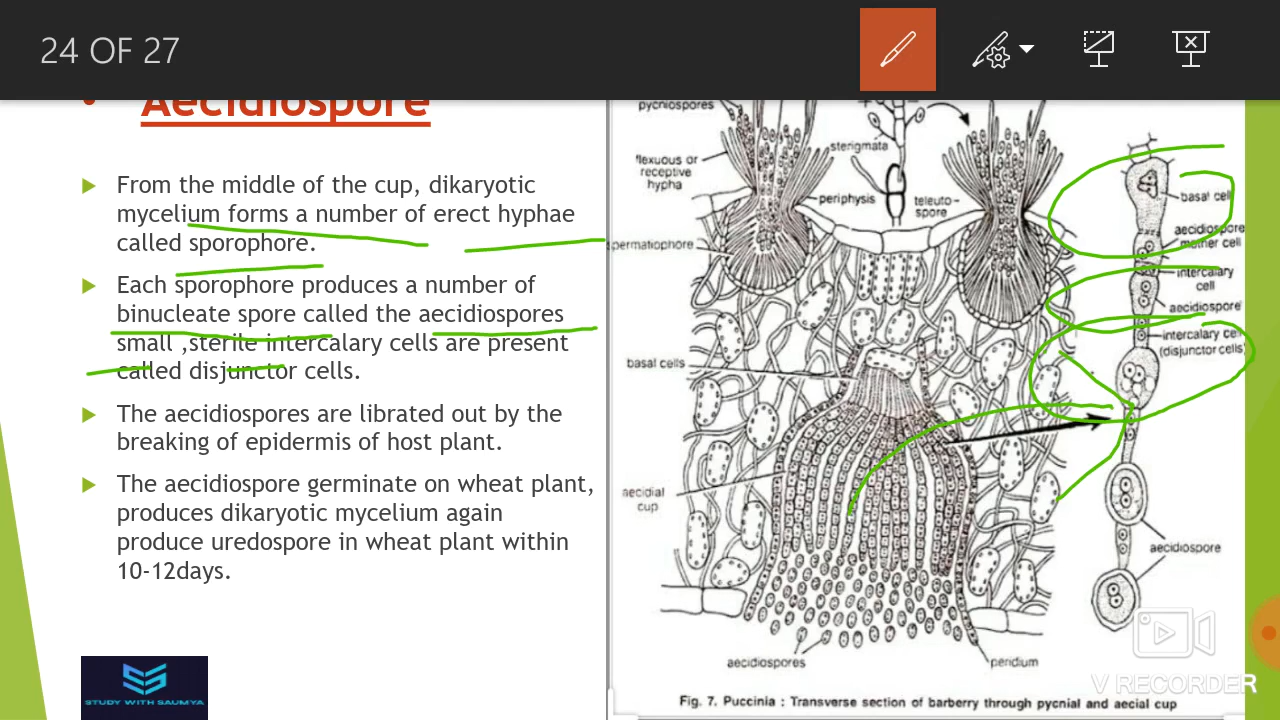 24 OF 27
• Aecidiospore
From the middle of the cup, dikaryotic
mycelium forms a number of erect hyphae
called sporophore.
Each sporophore produces a number of
binucleate spore called the aecidiospores
small ,sterile intercalary cells are present
called disjunctor cells.
The aecidiospores are librated out by the
breaking of epidermis of host plant.
The aecidiospore germinate on wheat plant,
produces dikaryotic mycelium again
produce uredospore in wheat plant within
10-12days.
STUDY WITH SAUMYA
pycniospores
flexuous or
receptive
hypha
spermatiophore
sterigmata
periphysis
teleuto-
spore
basal cells
aecidial
cup
aecidiospores
peridium
basal cell
aecidiospore
mother cell
intercalary
cell
aecidiospore
intercalary cell
(disjunctor cells)
aecidiospore
Fig. 7. Puccinia : Transverse section of barberry through pycnial and aecial cup
V RECORDER